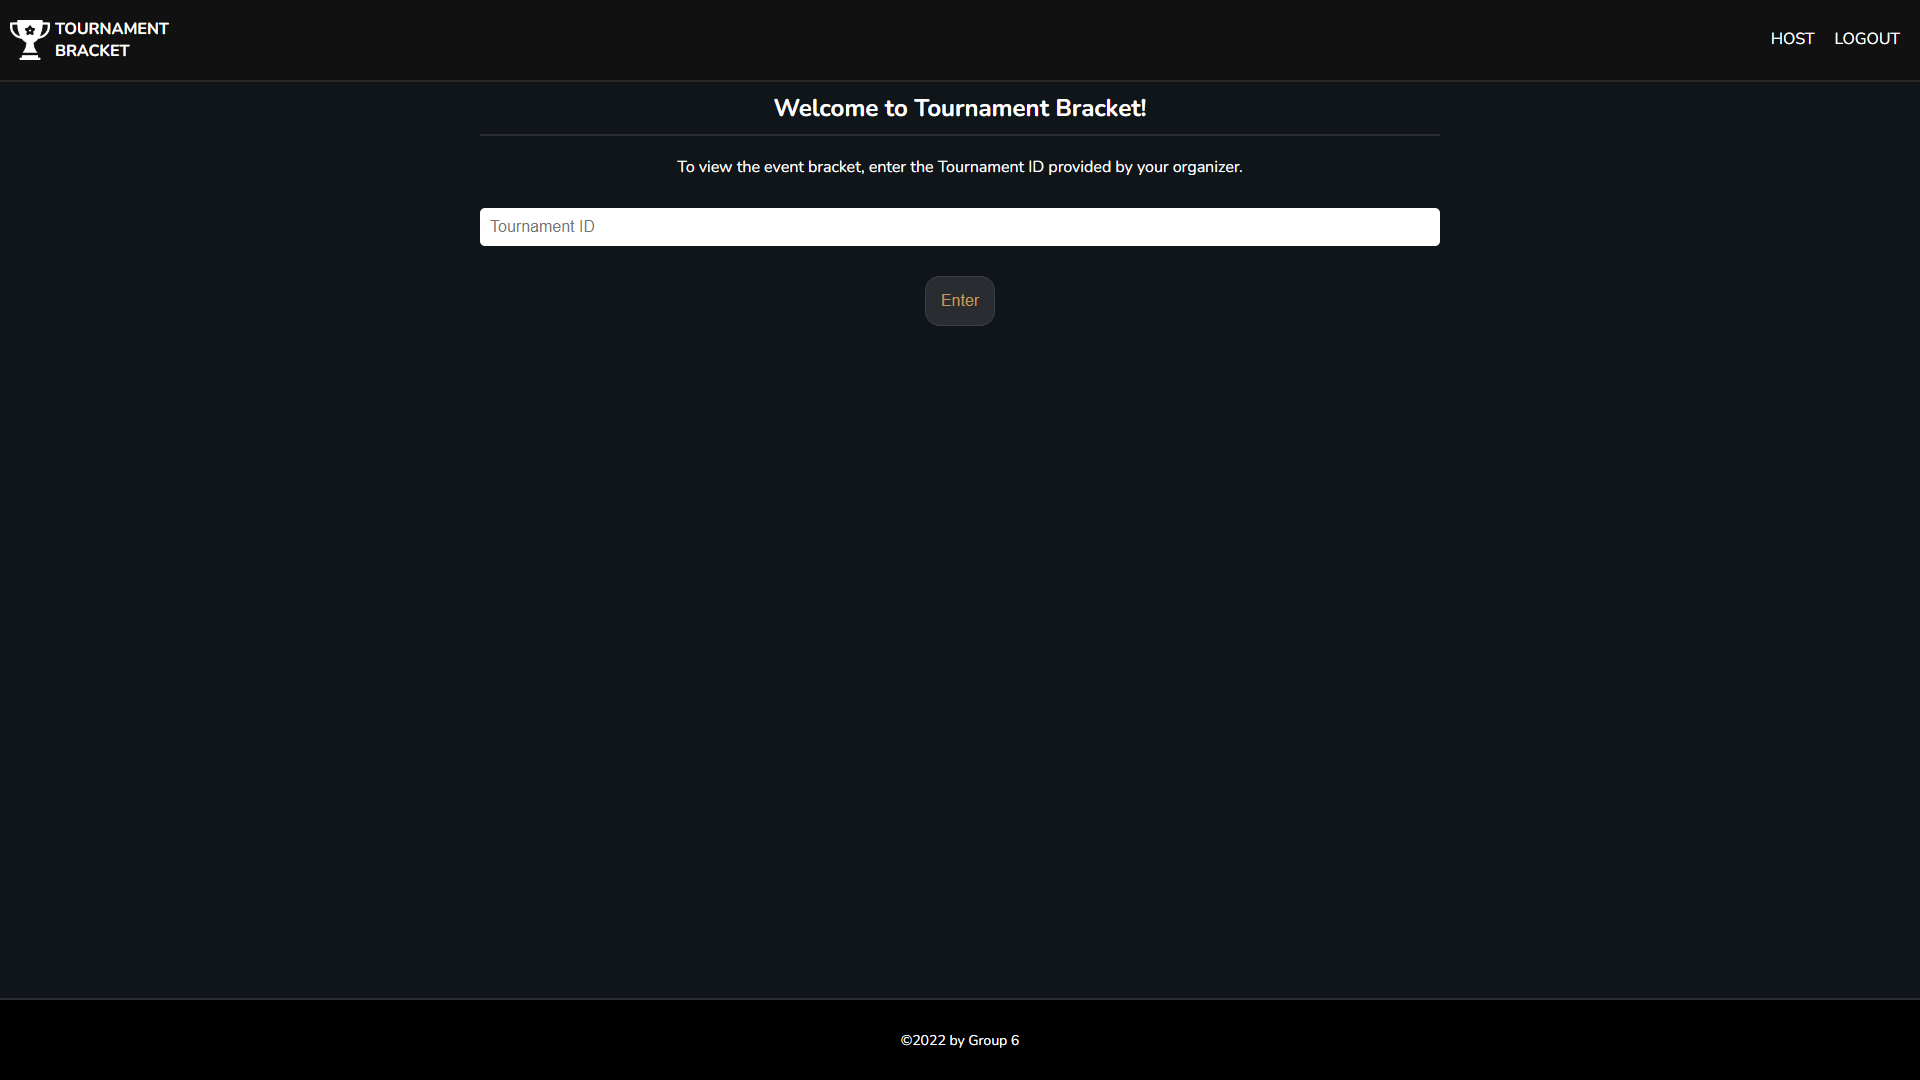 TOURNAMENT
BRACKET
HOST LOGOUT
Welcome to Tournament Bracket!
To view the event bracket, enter the Tournament ID provided by your organizer.
Tournament ID
Enter
©2022 by Group 6